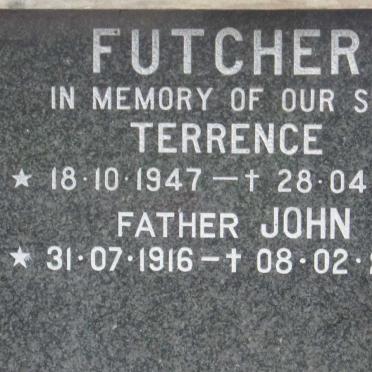 FUTCHER
IN MEMORY OF OUR S
TERRENCE
★ 18·10·1947 – † 28·04
FATHER JOHN
★ 31·07·1916 – † 08·02·